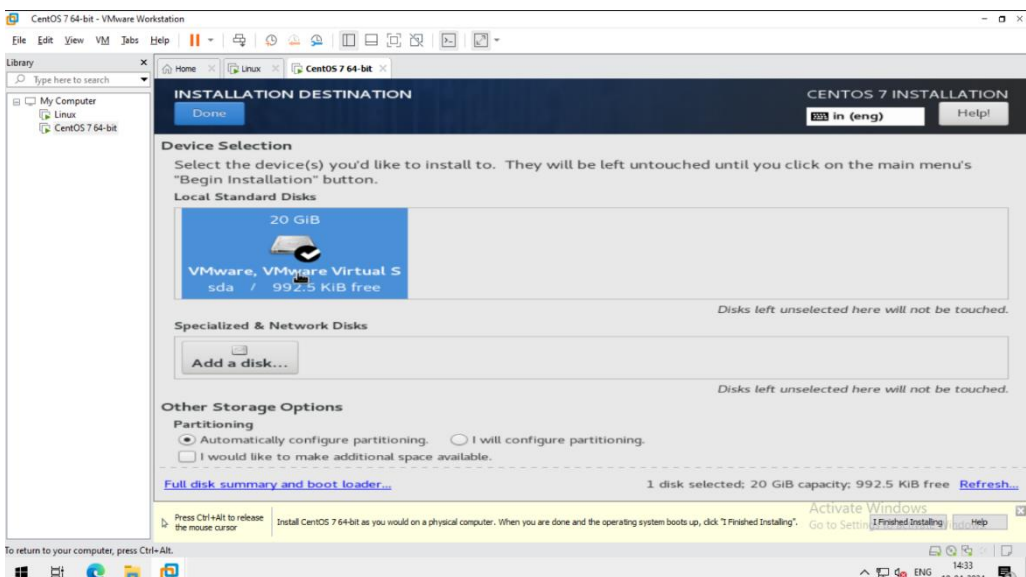 CentOS 7 64-bit - VMware Workstation
File Edit View VM Tabs Help
Library
Type here to search
My Computer
Linux
CentOS 7 64-bit
Home Linux CentOS 7 64-bit
INSTALLATION DESTINATION
CENTOS 7 INSTALLATION
Done
in (eng)
Help!
Device Selection
Select the device(s) you'd like to install to. They will be left untouched until you click on the main menu's
"Begin Installation" button.
Local Standard Disks
20 GiB
VMware, VMware Virtual S
sda / 992.5 KiB free
Disks left unselected here will not be touched.
Specialized & Network Disks
Add a disk...
Disks left unselected here will not be touched.
Other Storage Options
Partitioning
Automatically configure partitioning. I will configure partitioning.
I would like to make additional space available.
Full disk summary and boot loader...
1 disk selected; 20 GiB capacity; 992.5 KiB free Refresh...
Press Ctrl+Alt to release
the mouse cursor
Install CentOS 7 64-bit as you would on a physical computer. When you are done and the operating system boots up, click "I Finished Installing".
Activate Windows
Go to Settin
I Finished Installing
Help
To return to your computer, press Ctrl+Alt.
ENG
14:33